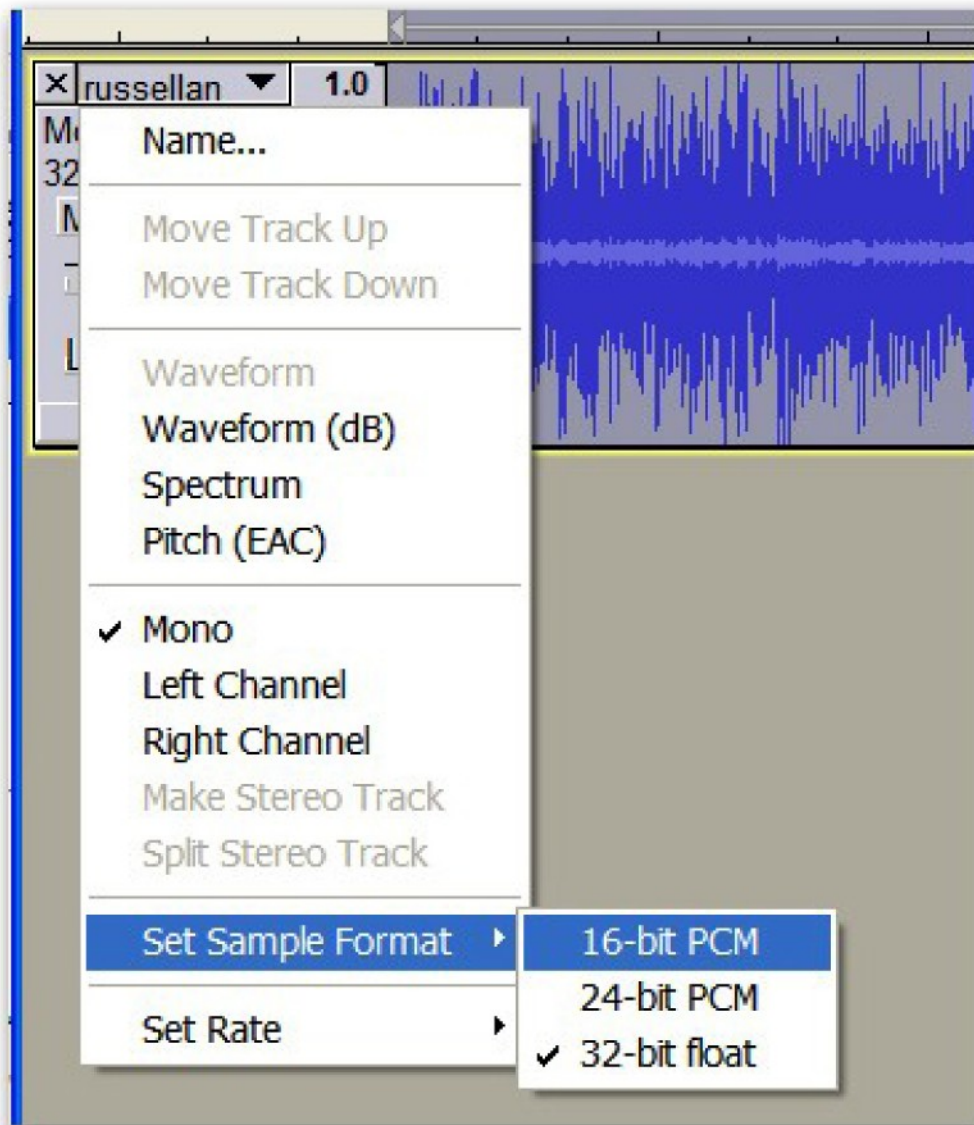 russellan
1.0
32
Name...
Move Track Up
Move Track Down
Waveform
Waveform (dB)
Spectrum
Pitch (EAC)
Mono
Left Channel
Right Channel
Make Stereo Track
Split Stereo Track
Set Sample Format
16-bit PCM
24-bit PCM
32-bit float
Set Rate